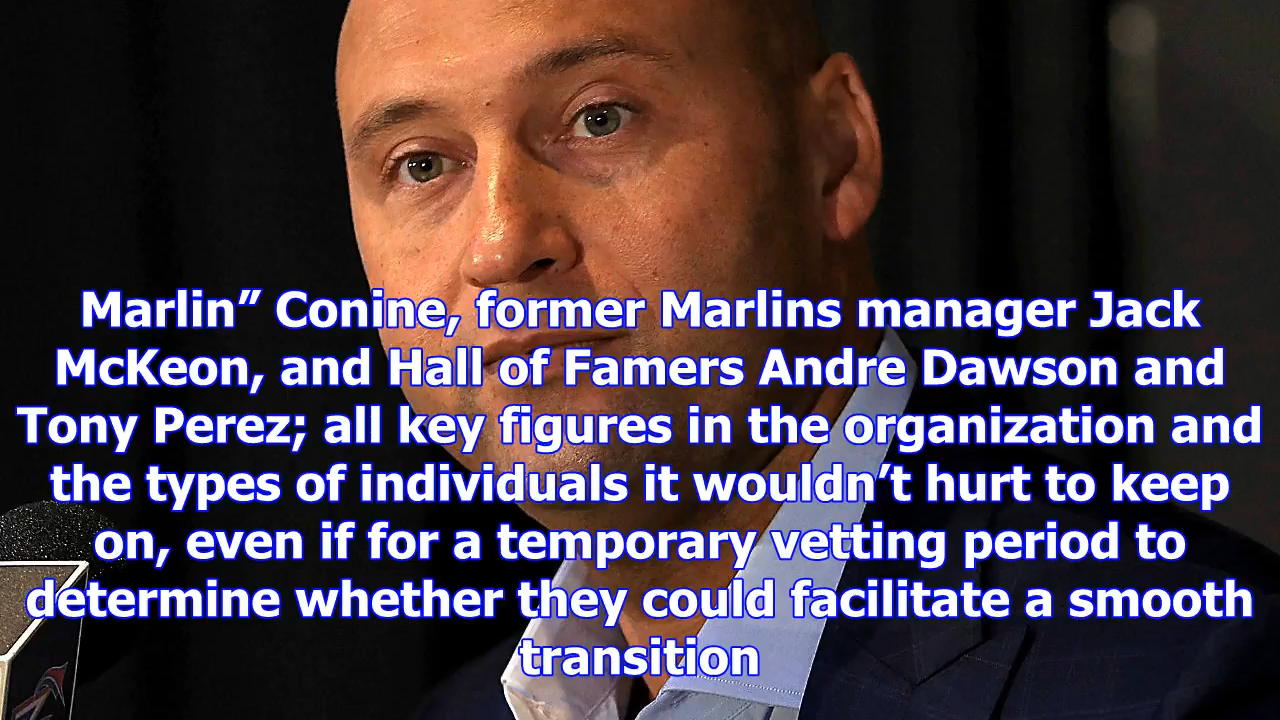 Marlin” Conine, former Marlins manager Jack
McKeon, and Hall of Famers Andre Dawson and
Tony Perez; all key figures in the organization and
the types of individuals it wouldn’t hurt to keep
on, even if for a temporary vetting period to
determine whether they could facilitate a smooth
transition